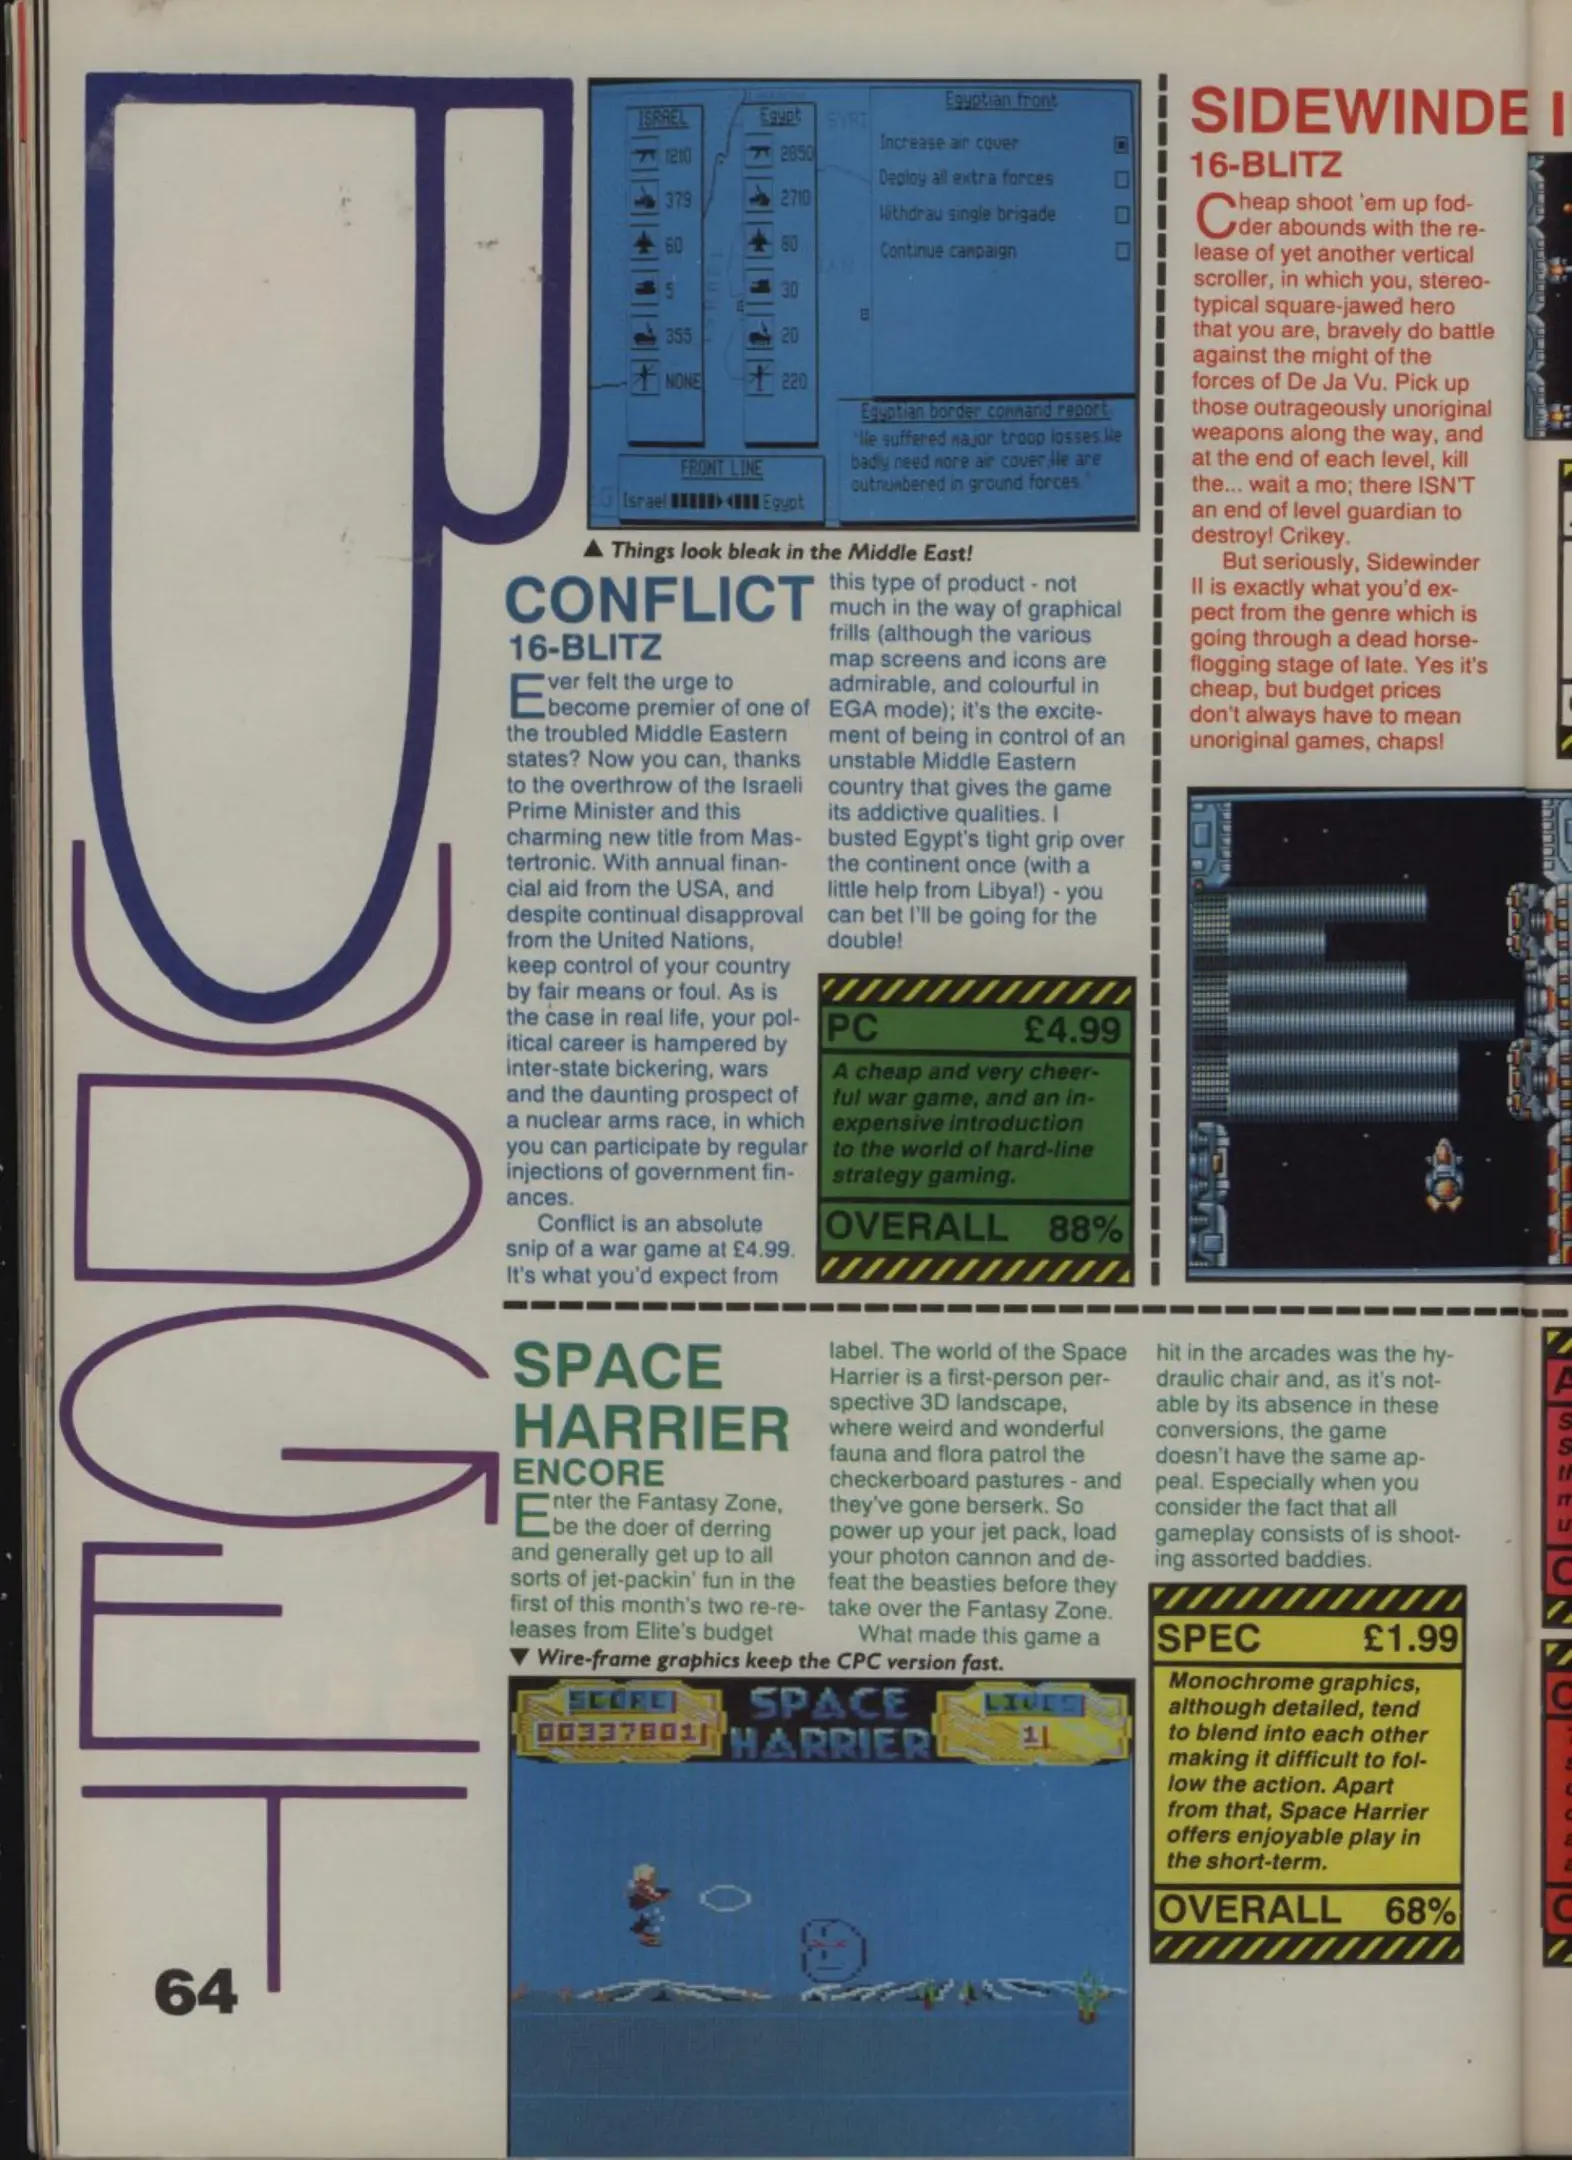 BUDGET
ISRAEL
1210
379
60
5
355
NONE
Egypt
2850
2710
80
30
20
220
SYRI
ISRAEL
EG
FRONT LINE
Israel Egypt
Egyptian front
Increase air cover
Deploy all extra forces
Withdraw single brigade
Continue campaign
Egyptian border command report.
"We suffered major troop losses.We
badly need more air cover.We are
outnumbered in ground forces."
▲ Things look bleak in the Middle East!
CONFLICT
16-BLITZ
Ever felt the urge to
become premier of one of
the troubled Middle Eastern
states? Now you can, thanks
to the overthrow of the Israeli
Prime Minister and this
charming new title from Mas-
tertronic. With annual finan-
cial aid from the USA, and
despite continual disapproval
from the United Nations,
keep control of your country
by fair means or foul. As is
the case in real life, your pol-
itical career is hampered by
inter-state bickering, wars
and the daunting prospect of
a nuclear arms race, in which
you can participate by regular
injections of government fin-
ances.
Conflict is an absolute
snip of a war game at £4.99.
It's what you'd expect from
this type of product - not
much in the way of graphical
frills (although the various
map screens and icons are
admirable, and colourful in
EGA mode); it's the excite-
ment of being in control of an
unstable Middle Eastern
country that gives the game
its addictive qualities. I
busted Egypt's tight grip over
the continent once (with a
little help from Libya!) - you
can bet I'll be going for the
double!
PC £4.99
A cheap and very cheer-
ful war game, and an in-
expensive introduction
to the world of hard-line
strategy gaming.
OVERALL 88%
SIDEWINDE I
16-BLITZ
Cheap shoot 'em up fod-
der abounds with the re-
lease of yet another vertical
scroller, in which you, stereo-
typical square-jawed hero
that you are, bravely do battle
against the might of the
forces of De Ja Vu. Pick up
those outrageously unoriginal
weapons along the way, and
at the end of each level, kill
the... wait a mo; there ISN'T
an end of level guardian to
destroy! Crikey.
But seriously, Sidewinder
II is exactly what you'd ex-
pect from the genre which is
going through a dead horse-
flogging stage of late. Yes it's
cheap, but budget prices
don't always have to mean
unoriginal games, chaps!
SPACE
HARRIER
ENCORE
Enter the Fantasy Zone,
be the doer of derring
and generally get up to all
sorts of jet-packin' fun in the
first of this month's two re-re-
leases from Elite's budget
label. The world of the Space
Harrier is a first-person per-
spective 3D landscape,
where weird and wonderful
fauna and flora patrol the
checkerboard pastures - and
they've gone berserk. So
power up your jet pack, load
your photon cannon and de-
feat the beasties before they
take over the Fantasy Zone.
What made this game a
hit in the arcades was the hy-
draulic chair and, as it's not-
able by its absence in these
conversions, the game
doesn't have the same ap-
peal. Especially when you
consider the fact that all
gameplay consists of is shoot-
ing assorted baddies.
▼ Wire-frame graphics keep the CPC version fast.
SCORE
00337801
SPACE
HARRIER
LIVES
1
SPEC £1.99
Monochrome graphics,
although detailed, tend
to blend into each other
making it difficult to fol-
low the action. Apart
from that, Space Harrier
offers enjoyable play in
the short-term.
OVERALL 68%
64